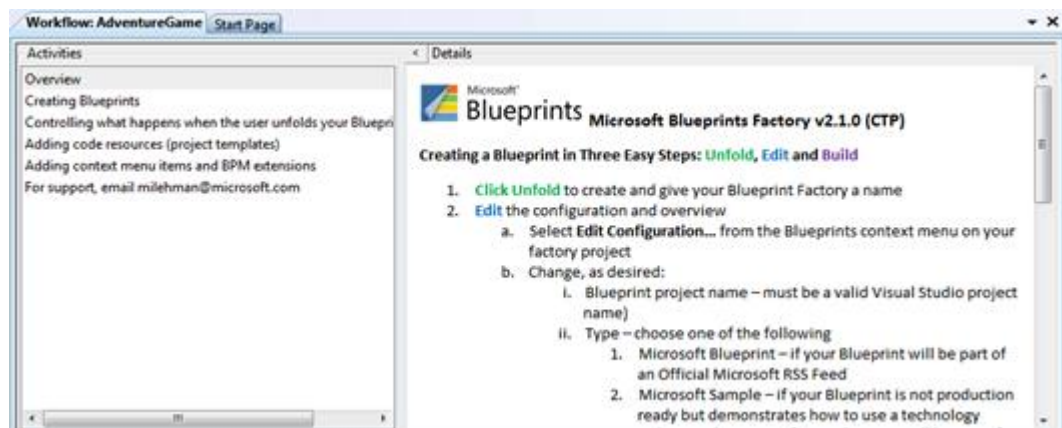 Workflow: AdventureGame Start Page
Activities
Overview
Creating Blueprints
Controlling what happens when the user unfolds your Bluepri
Adding code resources (project templates)
Adding context menu items and BPM extensions
For support, email milehman@microsoft.com
Details
Microsoft
Blueprints Microsoft Blueprints Factory v2.1.0 (CTP)
Creating a Blueprint in Three Easy Steps: Unfold, Edit and Build
1. Click Unfold to create and give your Blueprint Factory a name
2. Edit the configuration and overview
a. Select Edit Configuration... from the Blueprints context menu on your
factory project
b. Change, as desired:
i. Blueprint project name – must be a valid Visual Studio project
name)
ii. Type – choose one of the following
1. Microsoft Blueprint – if your Blueprint will be part of
an Official Microsoft RSS Feed
2. Microsoft Sample – if your Blueprint is not production
ready but demonstrates how to use a technology